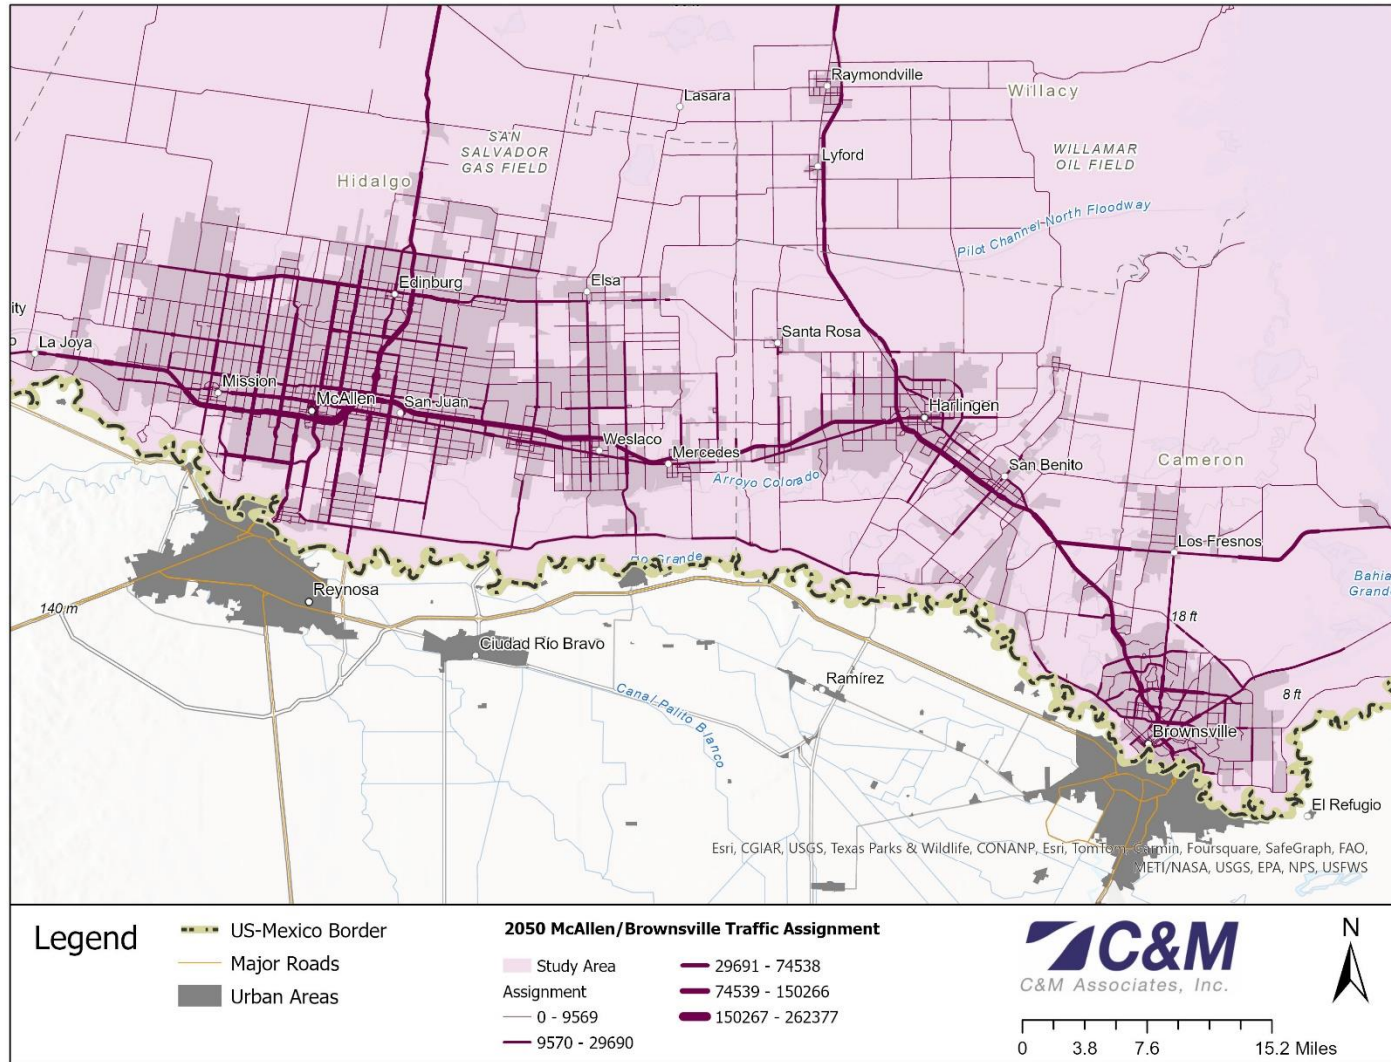 Raymondville
Willacy
Lasara
SAN
SALVADOR
GAS FIELD
WILLAMAR
OIL FIELD
Lyford
Hidalgo
Pilot Channel North Floodway
Edinburg
Elsa
ity
Santa Rosa
La Joya
Mission
McAllen
San Juan
Harlingen
Weslaco
Mercedes
San Benito
Cameron
Arroyo Colorado
Los Fresnos
Rio Grande
Bahia
Grande
Reynosa
140 m
18 ft
Ciudad Río Bravo
Ramírez
8 ft
Canal Palito Blanco
Brownsville
El Refugio
Esri, CGIAR, USGS, Texas Parks & Wildlife, CONANP, Esri, TomTom, Garmin, Foursquare, SafeGraph, FAO,
METI/NASA, USGS, EPA, NPS, USFWS
Legend
US-Mexico Border
Major Roads
Urban Areas
2050 McAllen/Brownsville Traffic Assignment
Study Area
Assignment
0 - 9569
9570 - 29690
29691 - 74538
74539 - 150266
150267 - 262377
C&M
C&M Associates, Inc.
N
0 3.8 7.6 15.2 Miles